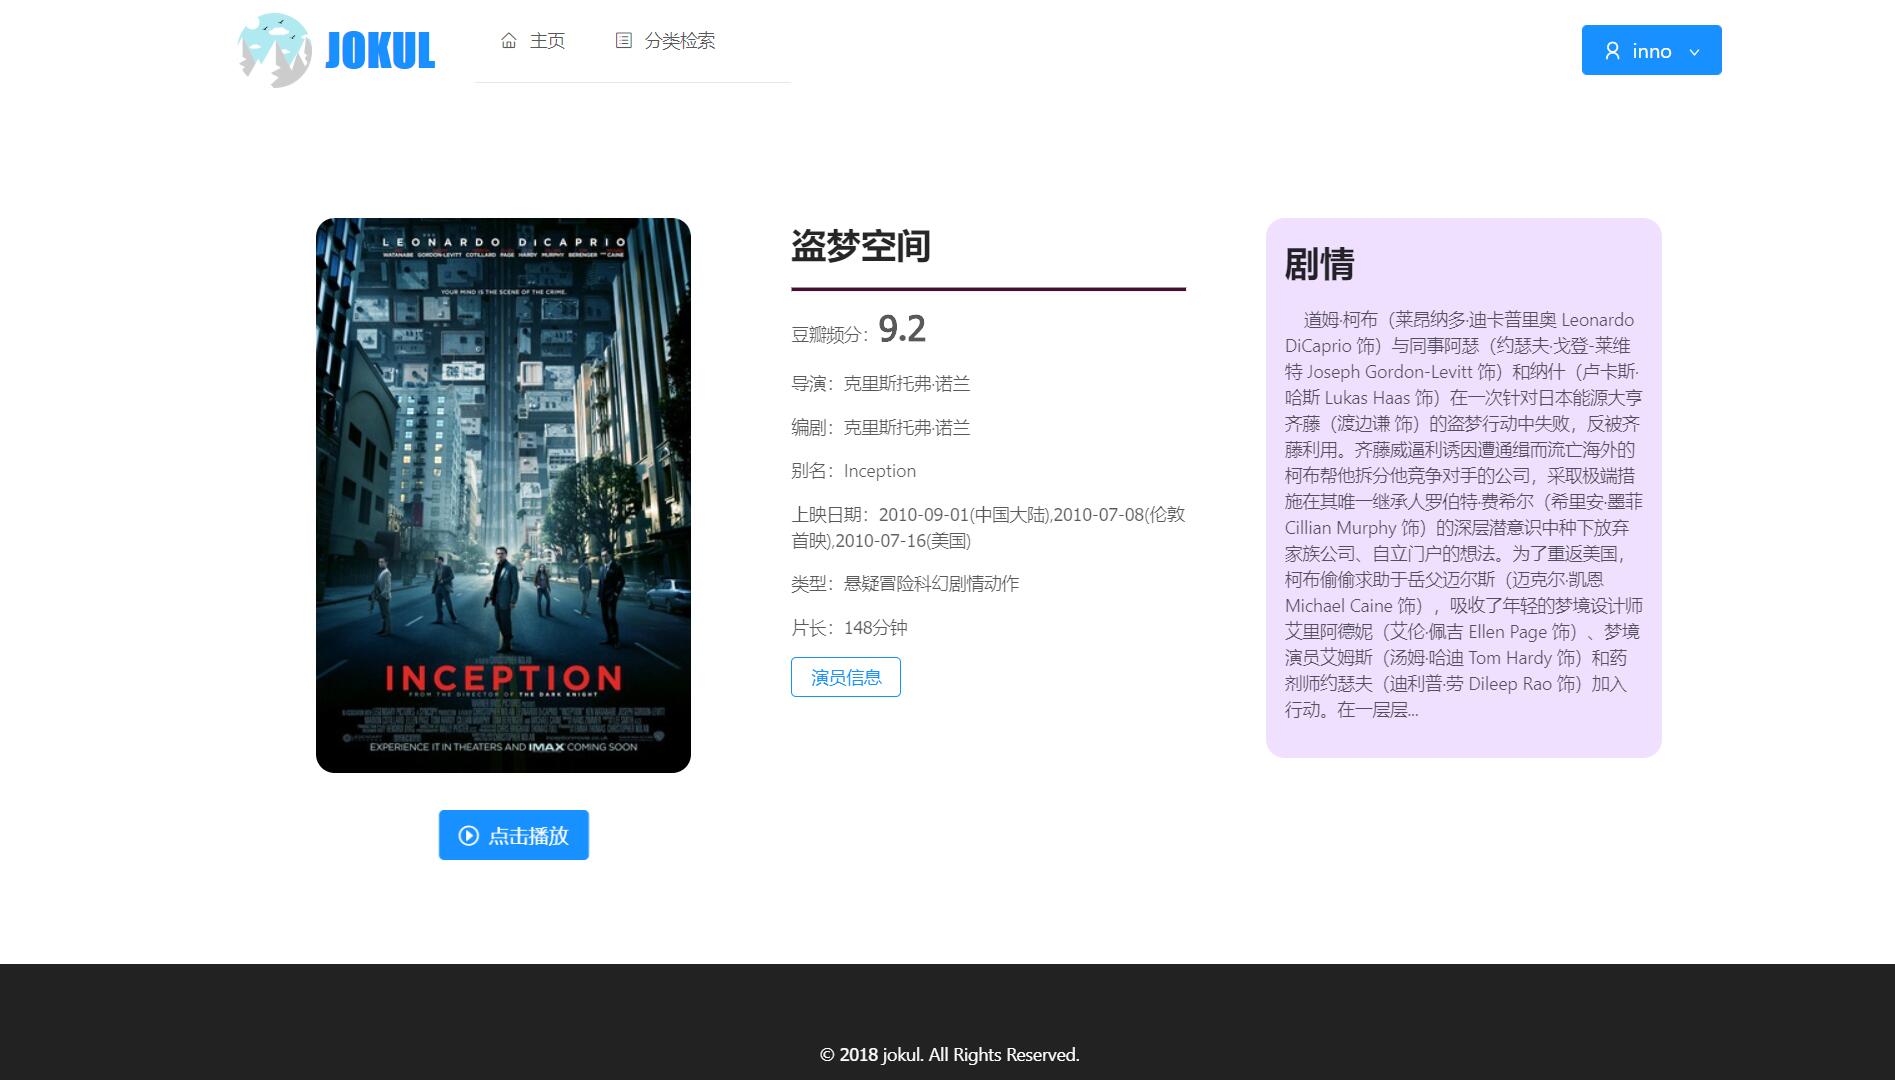 JOKUL
主页
分类检索
inno
LEONARDO DiCAPRIO
WATANABE GORDON-LEVITT COTILLARD PAGE HARDY MURPHY BERENGER AND CAINE
YOUR MIND IS THE SCENE OF THE CRIME.
INCEPTION
FROM THE DIRECTOR OF THE DARK KNIGHT
EXPERIENCE IT IN THEATERS AND IMAX COMING SOON
点击播放
盗梦空间
豆瓣频分：9.2
导演：克里斯托弗·诺兰
编剧：克里斯托弗·诺兰
别名：Inception
上映日期：2010-09-01(中国大陆),2010-07-08(伦敦
首映),2010-07-16(美国)
类型：悬疑冒险科幻剧情动作
片长：148分钟
演员信息
剧情
道姆·柯布（莱昂纳多·迪卡普里奥 Leonardo
DiCaprio 饰）与同事阿瑟（约瑟夫·戈登-莱维
特 Joseph Gordon-Levitt 饰）和纳什（卢卡斯·
哈斯 Lukas Haas 饰）在一次针对日本能源大亨
齐藤（渡边谦 饰）的盗梦行动中失败，反被齐
藤利用。齐藤威逼利诱因遭通缉而流亡海外的
柯布帮他拆分他竞争对手的公司，采取极端措
施在其唯一继承人罗伯特·费希尔（希里安·墨菲
Cillian Murphy 饰）的深层潜意识中种下放弃
家族公司、自立门户的想法。为了重返美国，
柯布偷偷求助于岳父迈尔斯（迈克尔·凯恩
Michael Caine 饰），吸收了年轻的梦境设计师
艾里阿德妮（艾伦·佩吉 Ellen Page 饰）、梦境
演员艾姆斯（汤姆·哈迪 Tom Hardy 饰）和药
剂师约瑟夫（迪利普·劳 Dileep Rao 饰）加入
行动。在一层层...
© 2018 jokul. All Rights Reserved.